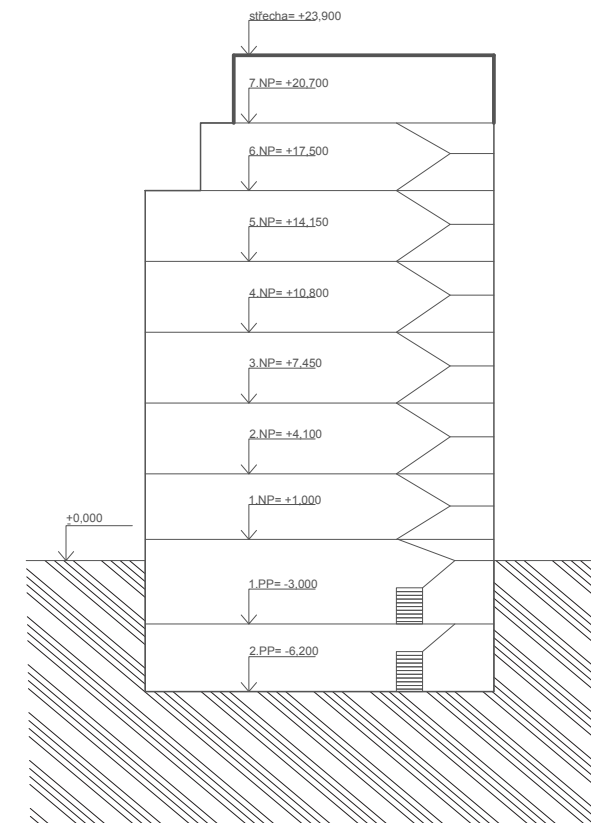 střecha= +23,900
7.NP= +20,700
6.NP= +17,500
5.NP= +14,150
4.NP= +10,800
3.NP= +7,450
2.NP= +4,100
1.NP= +1,000
+0,000
1.PP= -3,000
2.PP= -6,200